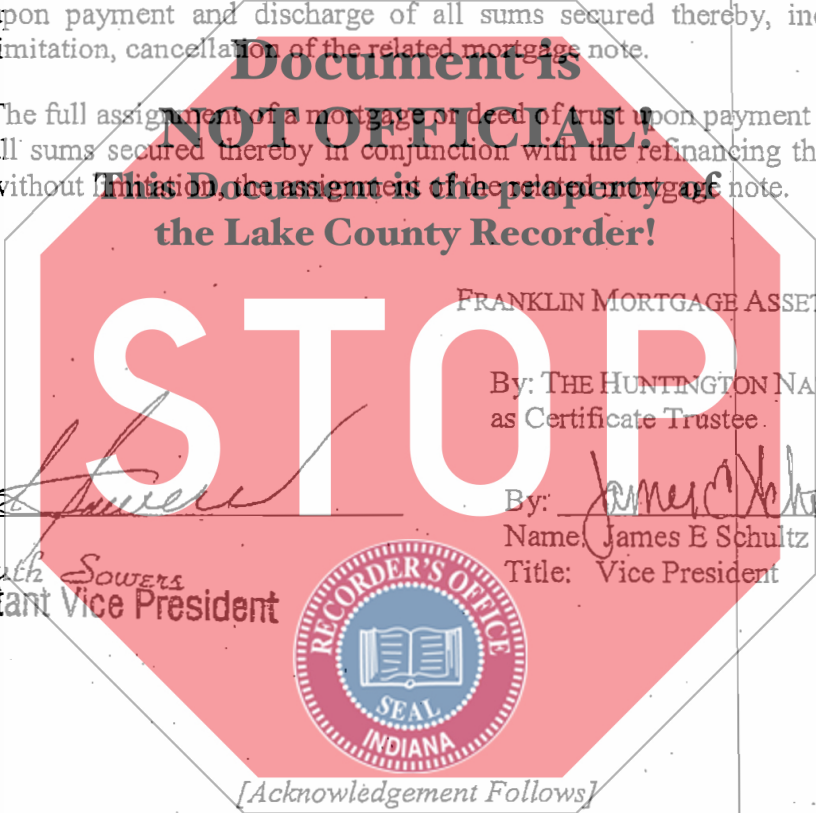 pon payment and discharge of all sums secured thereby, inc
imitation, cancellation of the related mortgage note.
Document is
The full assignment of a mortgage or deed of trust upon payment
NOT OFFICIAL!
ll sums secured thereby in conjunction with the refinancing th
without limitation, the assignment of the related mortgage note.
This Document is the property of
the Lake County Recorder!
STOP
FRANKLIN MORTGAGE ASSET
By: THE HUNTINGTON NA
as Certificate Trustee
By:
Name: James E Schultz
Title: Vice President
uth Sowers
tant Vice President
RECORDER'S OFFICE
SEAL
INDIANA
[Acknowledgement Follows]